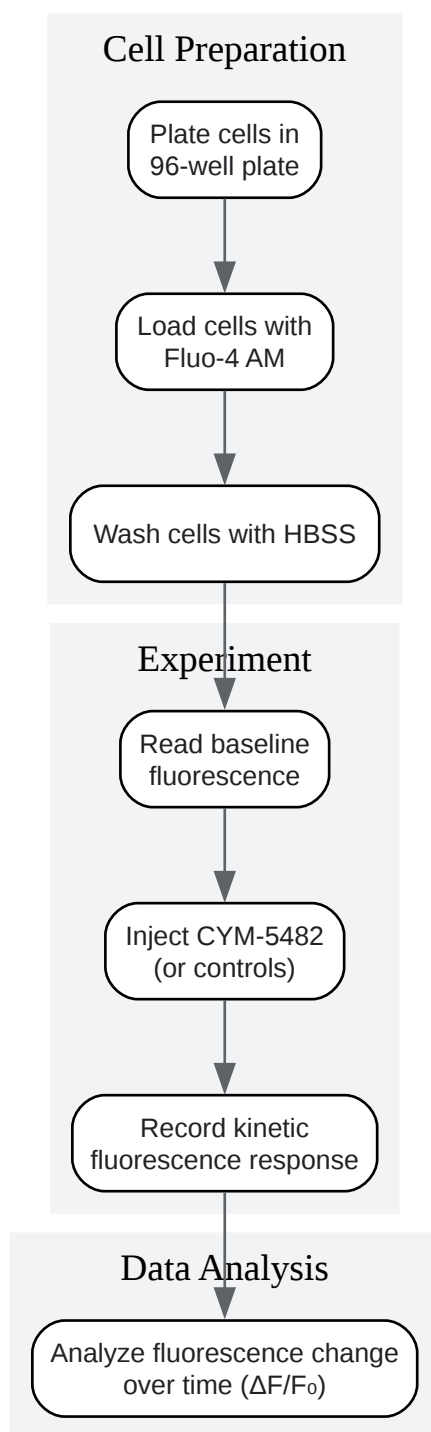 Cell Preparation
Plate cells in
96-well plate
Load cells with
Fluo-4 AM
Wash cells with HBSS
Experiment
Read baseline
fluorescence
Inject CYM-5482
(or controls)
Record kinetic
fluorescence response
Data Analysis
Analyze fluorescence change
over time (ΔF/F₀)